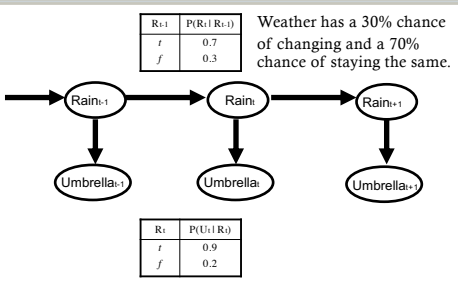 Rt-1 P(Rt | Rt-1)
t 0.7
f 0.3
Weather has a 30% chance
of changing and a 70%
chance of staying the same.
Raint-1 Raint Raint+1
Umbrellat-1 Umbrellat Umbrellat+1
Rt P(Ut | Rt)
t 0.9
f 0.2